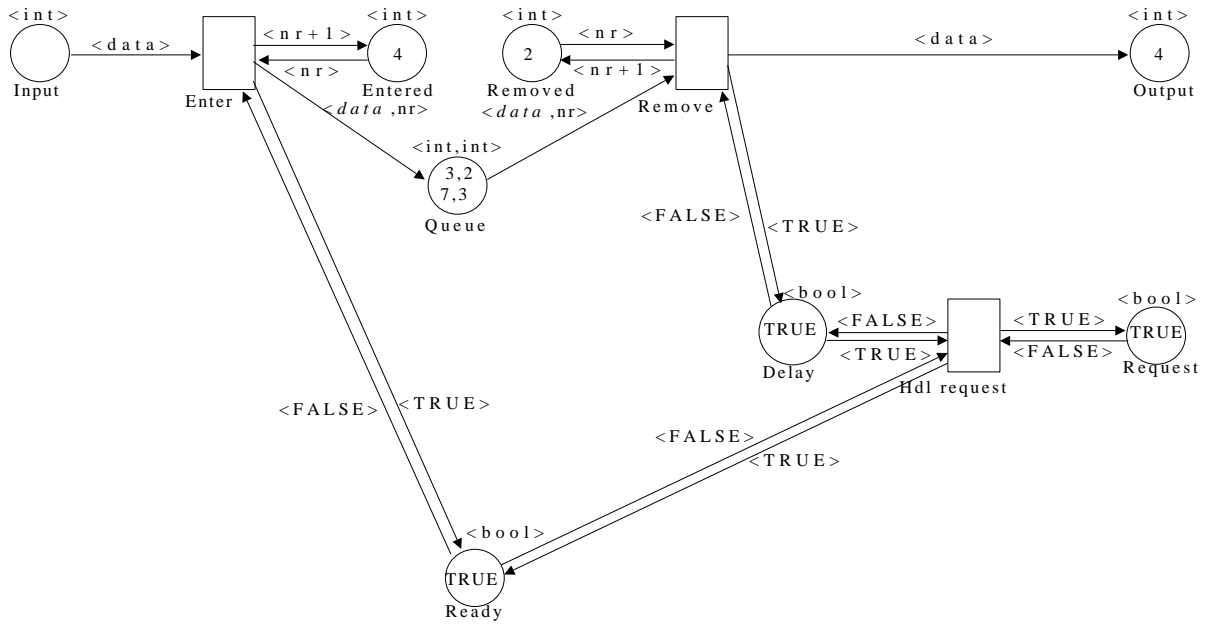 <int>
<int>
<int>
<int>
<data>
<nr+1>
<nr>
<data>
4
2
4
<nr>
<nr+1>
Input
Enter
Entered
Removed
Remove
Output
<data ,nr>
<data ,nr>
<int,int>
3,2
7,3
Queue
<FALSE>
<TRUE>
<bool>
<bool>
TRUE
<FALSE>
<TRUE>
TRUE
<TRUE>
<FALSE>
Delay
Hdl request
Request
<FALSE>
<TRUE>
<FALSE>
<TRUE>
<bool>
TRUE
Ready